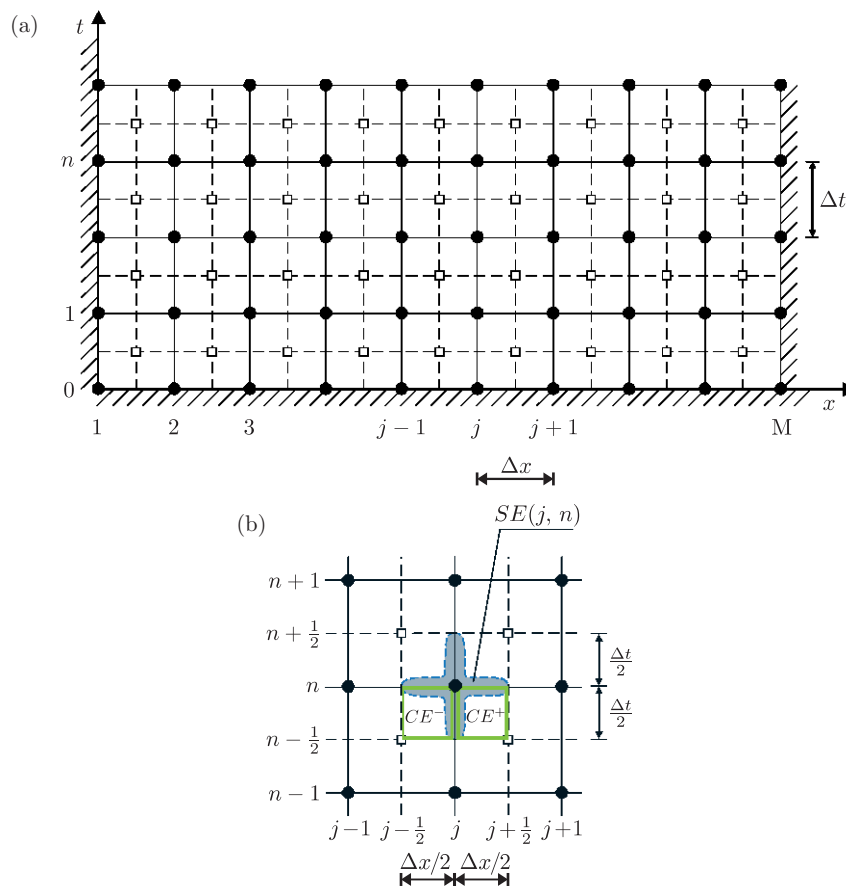 (a)
t
n
Δt
1
0
x
1 2 3 j − 1 j j + 1 M
Δx
(b)
SE(j, n)
n + 1
n + 1/2
Δt/2
n
CE⁻ CE⁺
Δt/2
n − 1/2
n − 1
j−1 j−1/2 j j+1/2 j+1
Δx/2 Δx/2